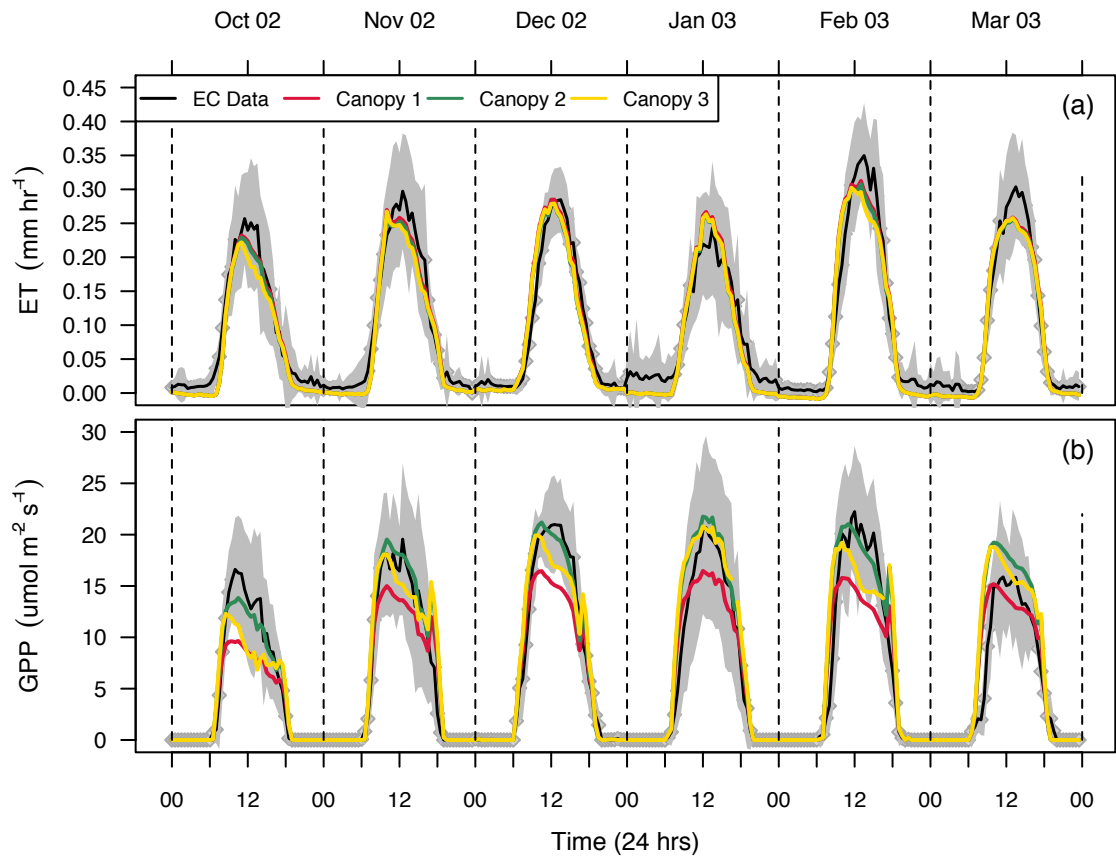 Oct 02 Nov 02 Dec 02 Jan 03 Feb 03 Mar 03
EC Data Canopy 1 Canopy 2 Canopy 3
(a)
0.45
0.40
0.35
0.30
0.25
0.20
0.15
0.10
0.05
0.00
ET (mm hr⁻¹)
(b)
30
25
20
15
10
5
0
GPP (umol m⁻² s⁻¹)
00 12 00 12 00 12 00 12 00 12 00 12 00
Time (24 hrs)